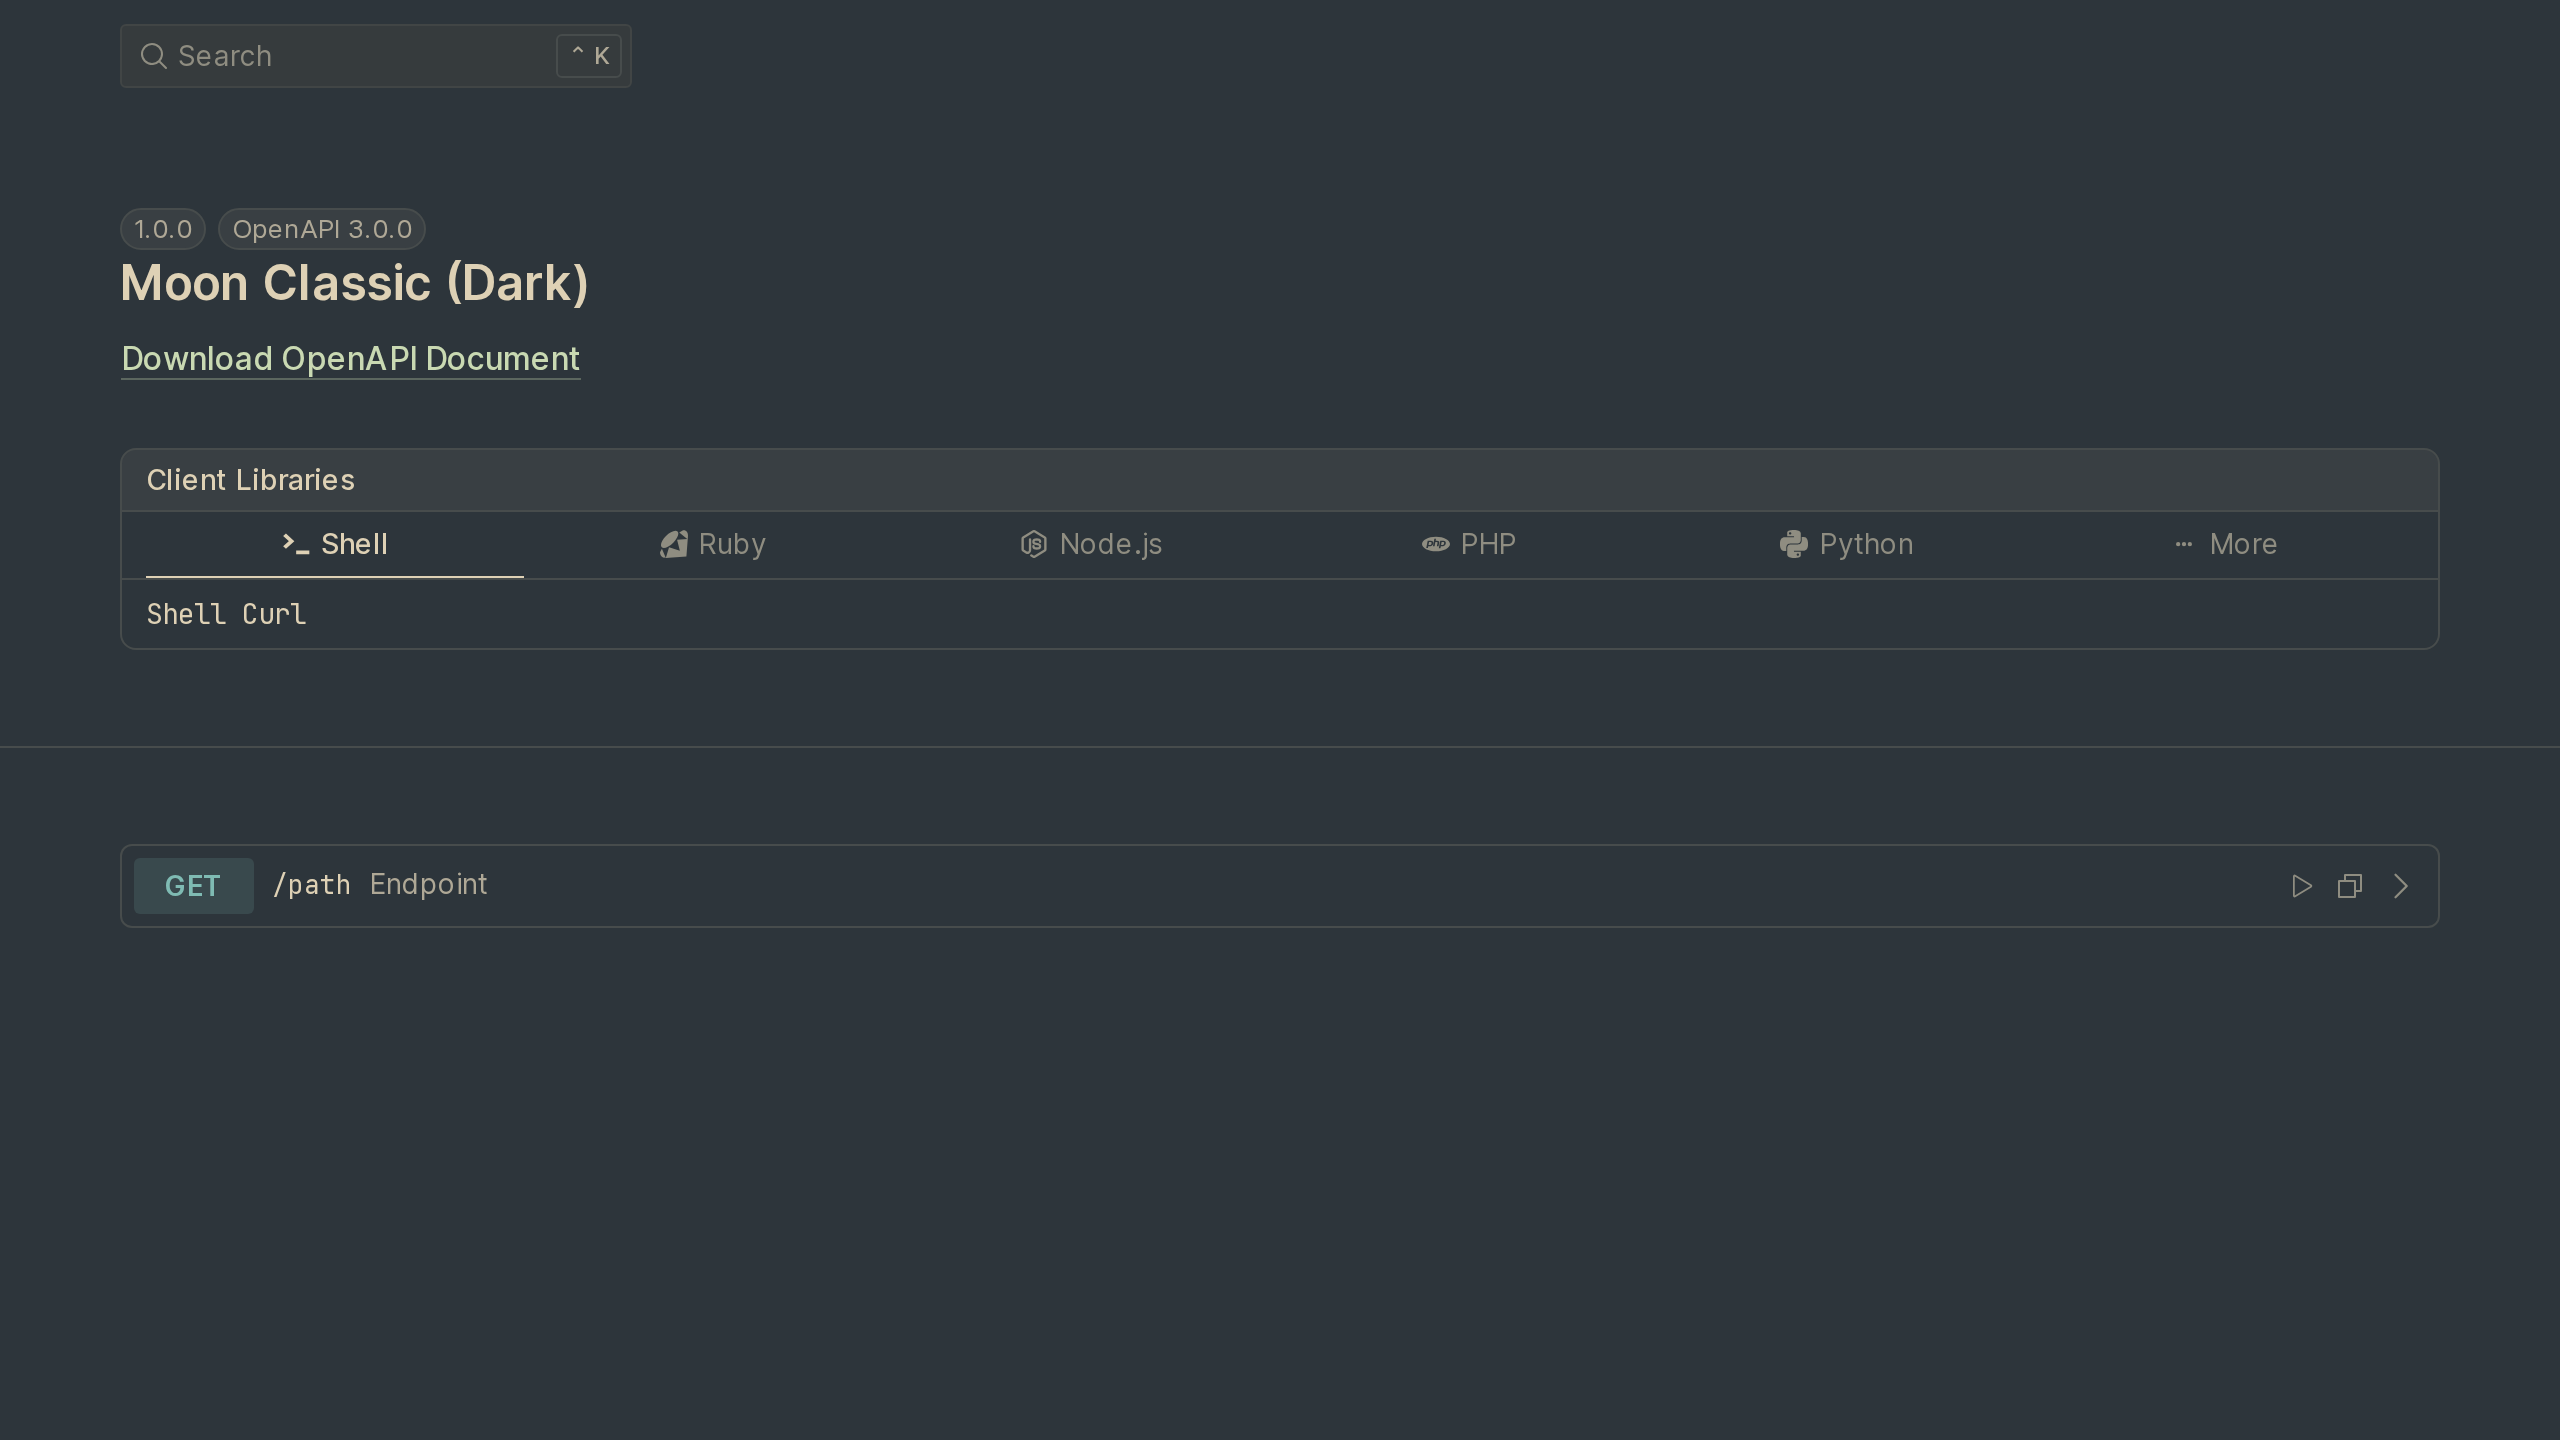 Search ⌃ K
1.0.0 OpenAPI 3.0.0
Moon Classic (Dark)
Download OpenAPI Document
Client Libraries
Shell Ruby Node.js PHP Python More
Shell Curl
GET /path Endpoint